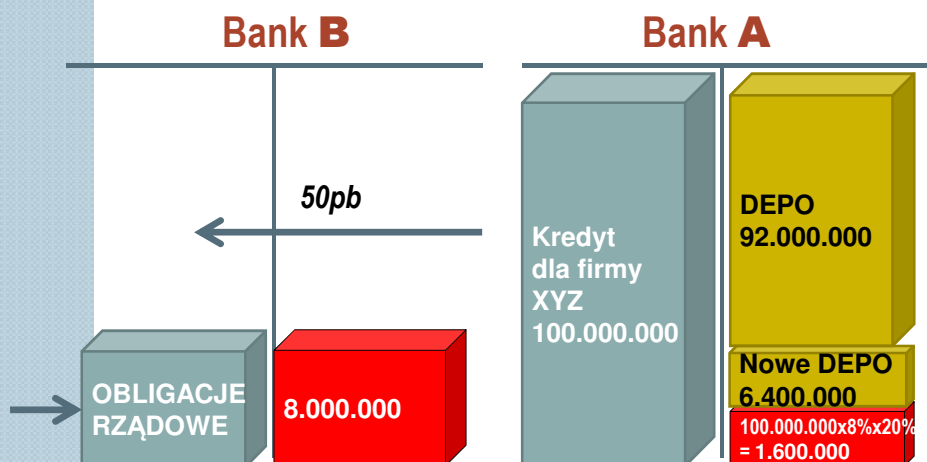 Bank B
Bank A
50pb
Kredyt
dla firmy
XYZ
100.000.000
DEPO
92.000.000
Nowe DEPO
6.400.000
100.000.000x8%x20%
= 1.600.000
OBLIGACJE
RZĄDOWE
8.000.000